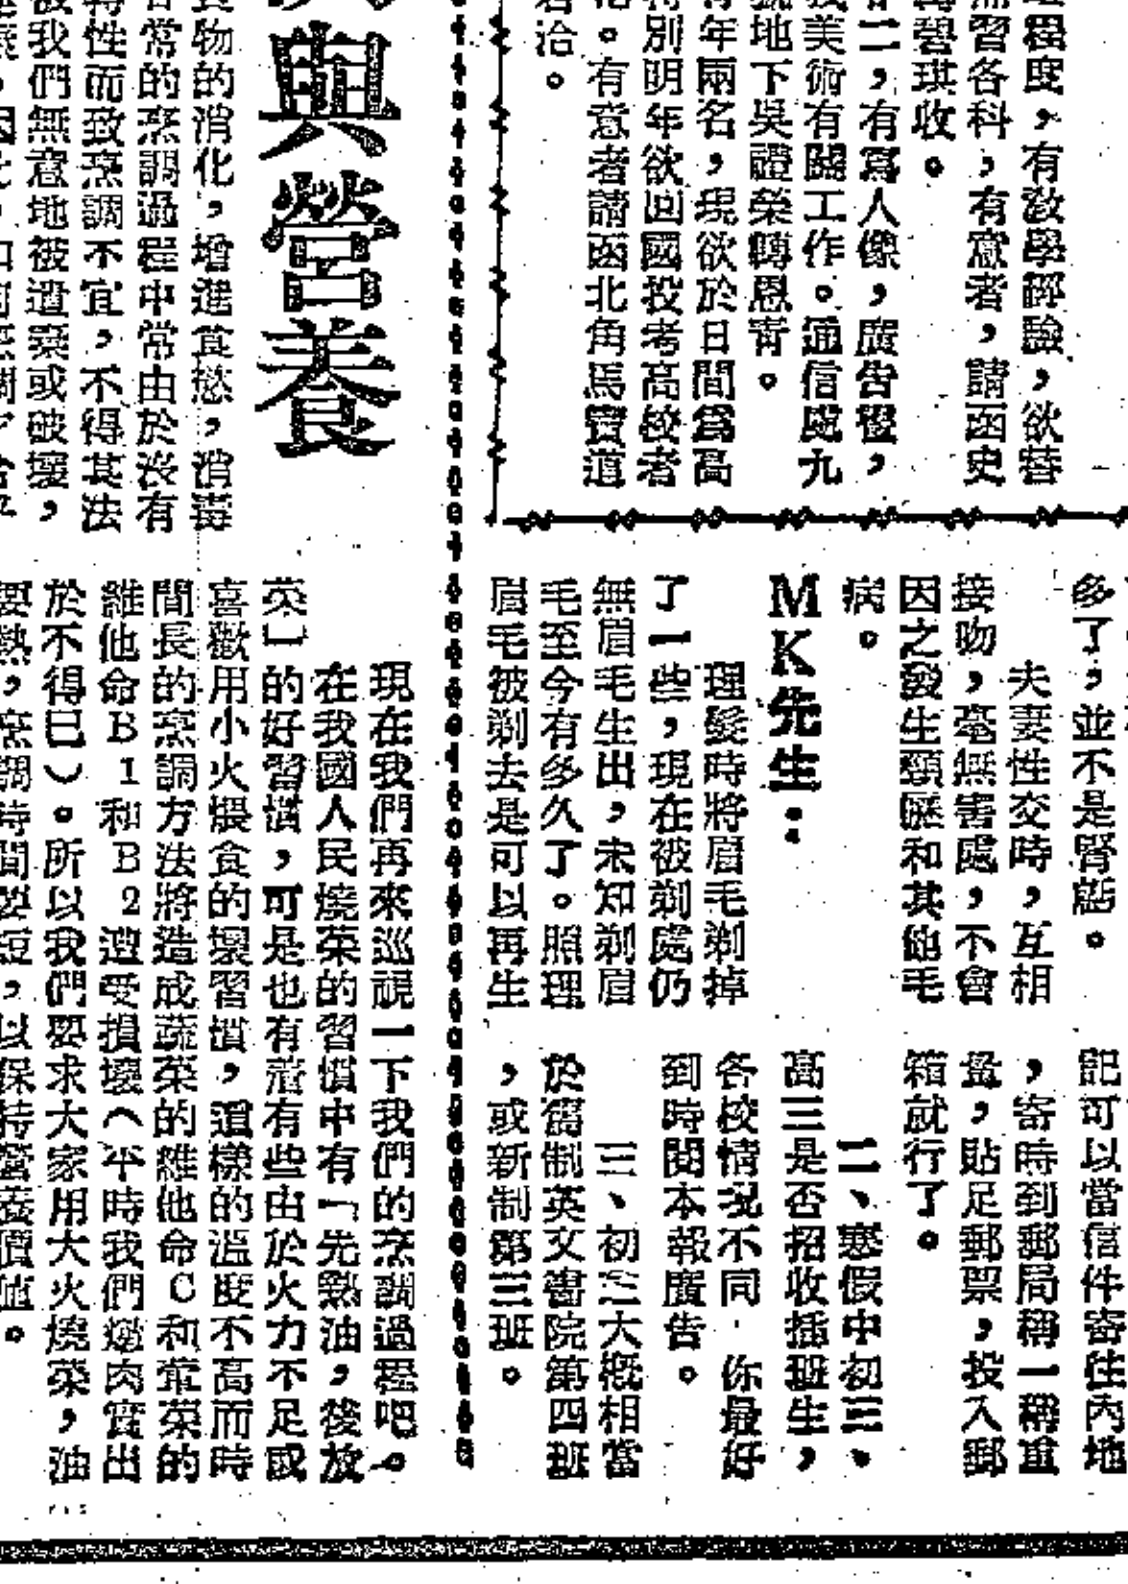 程度，有教學經驗，欲替
習各科，有意者，請函史
碧琪收。
二，有寫人像，廣告裡，
美術有關工作。通信處九
地下吳證榮轉恩青。
年兩名，現欲於日間為高
別明年欲回國投考高校者
。有意者請函北角馬寶道
洽。
多了，並不是腎虧。
夫妻性交時，互相
接吻，毫無害處，不會
因之發生頸瘰和其他毛
病。
MK先生：
理髮時將眉毛剃掉
了一些，現在被剃處仍
無眉毛生出，未知剃眉
毛至今有多久了。照理
眉毛被剃去是可以再生
記可以當信件寄往內地
，寄時到郵局稱一稱重
量，貼足郵票，投入郵
箱就行了。
二、寒假中初三、
高三是否招收插班生，
各校情況不同．你最好
到時閱本報廣告。
三、初三大概相當
於舊制英文書院第四班
，或新制第三班。
與營養
物的消化，增進食慾，消毒
常的烹調過程中常由於沒有
性而致烹調不宜，不得其法
我們無意地被遺棄或破壞，
現在我們再來巡視一下我們的烹調過程吧。
在我國人民燒菜的習慣中有「先熱油，後放
菜」的好習慣，可是也有着有些由於火力不足或
喜歡用小火煨食的壞習慣，這樣的溫度不高而時
間長的烹調方法將造成蔬菜的維他命C和葷菜的
維他命B1和B2遭受損壞（平時我們燉肉實出
於不得已）。所以我們要求大家用大火燒菜，油
要熱，烹調時間要短，以保持營養價值。